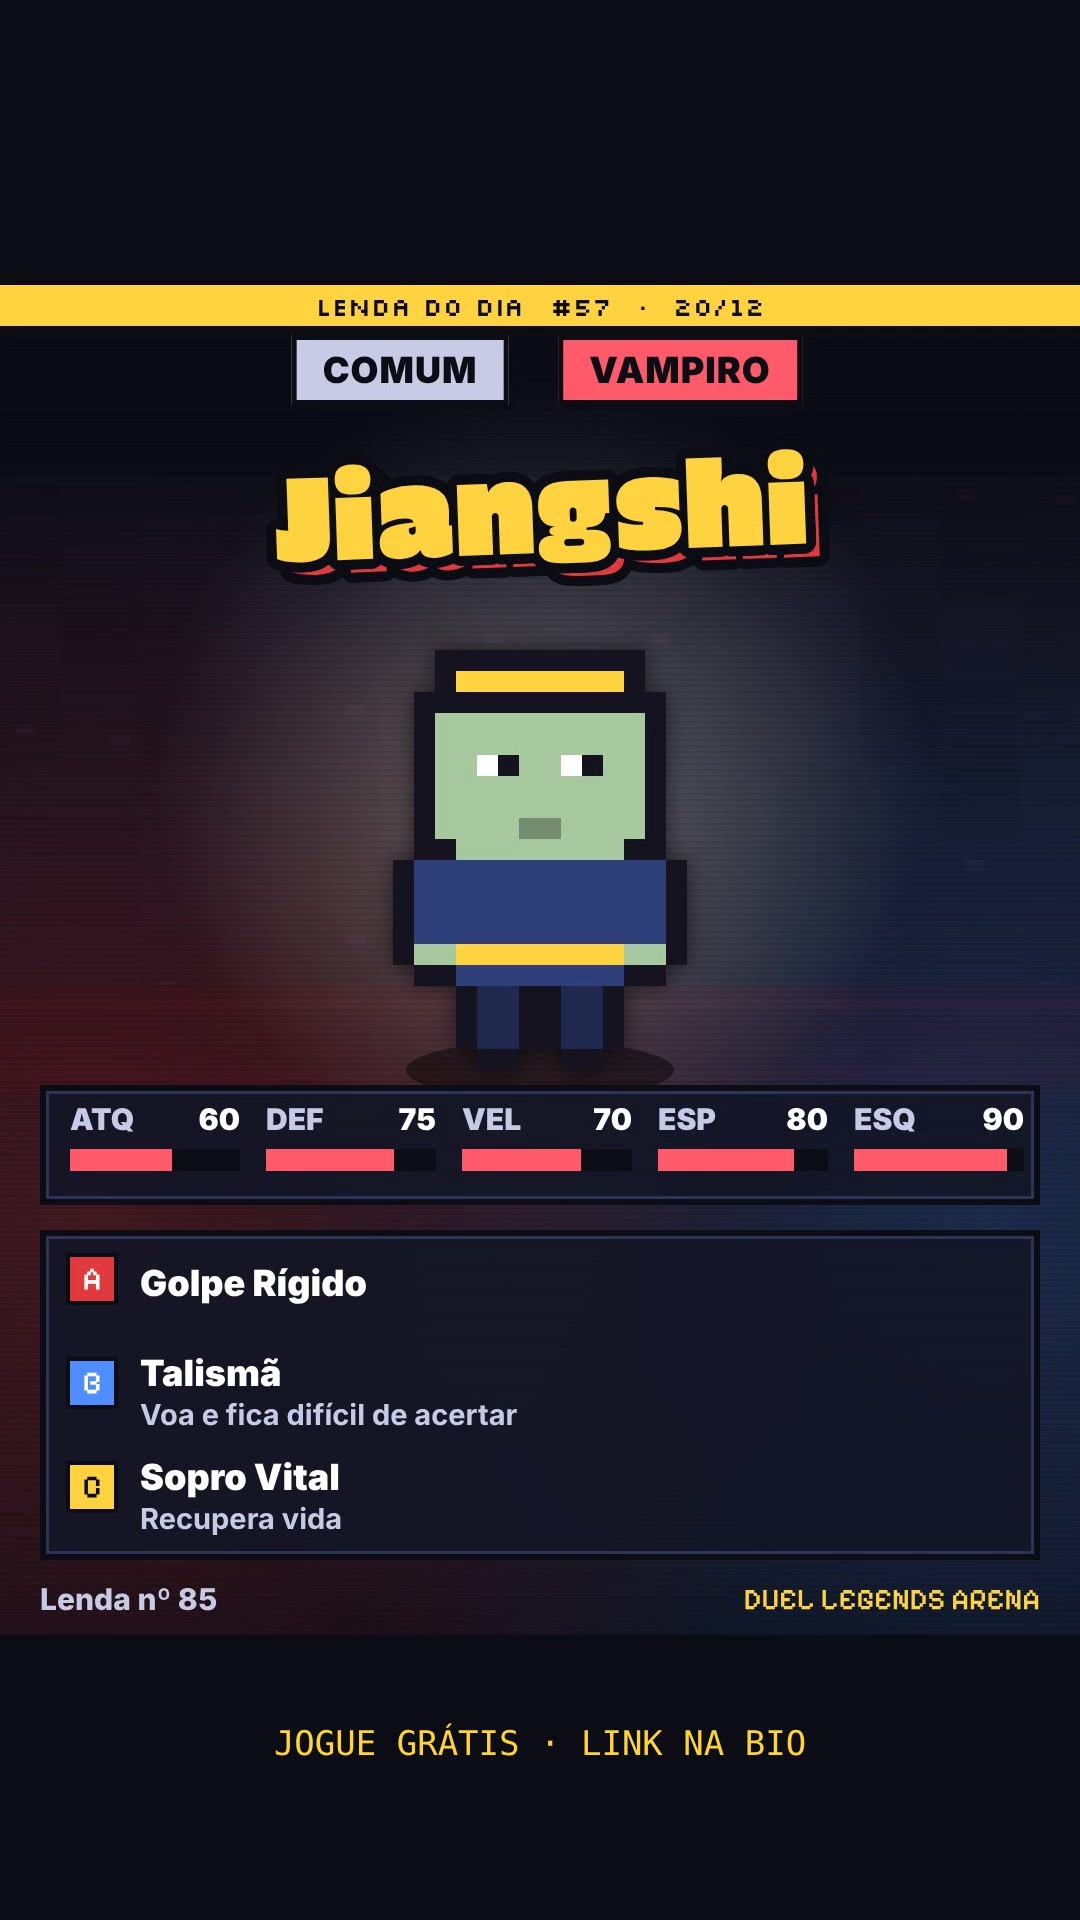 LENDA DO DIA #57 · 20/12
COMUM VAMPIRO
Jiangshi
ATQ 60 DEF 75 VEL 70 ESP 80 ESQ 90
A Golpe Rígido
B Talismã
Voa e fica difícil de acertar
C Sopro Vital
Recupera vida
Lenda nº 85 DUEL LEGENDS ARENA
JOGUE GRÁTIS · LINK NA BIO